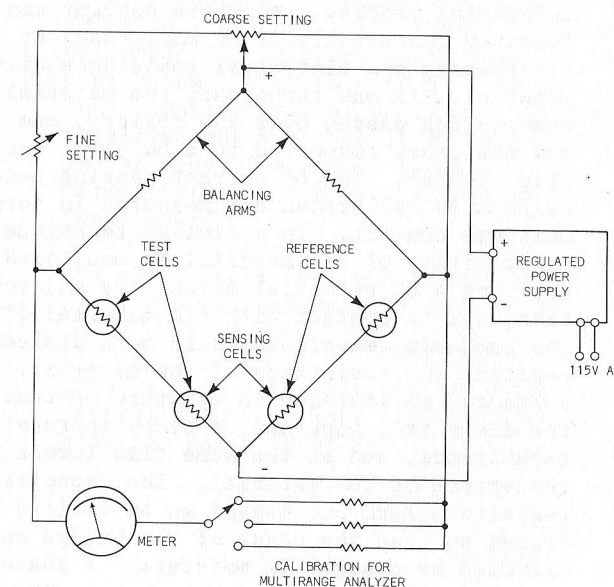 COARSE SETTING
+
FINE
SETTING
BALANCING
ARMS
TEST
CELLS
REFERENCE
CELLS
+
REGULATED
POWER
SUPPLY
-
SENSING
CELLS
115V A
-
METER
CALIBRATION FOR
MULTIRANGE ANALYZER